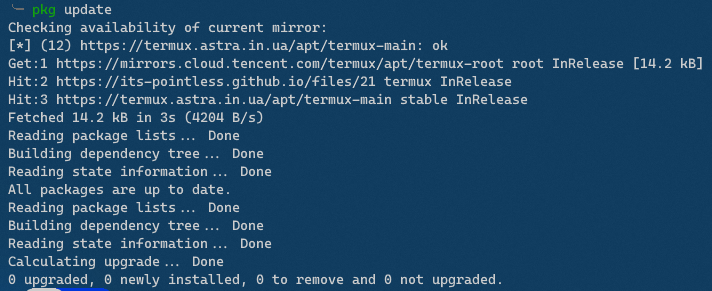 pkg update
Checking availability of current mirror:
[*] (12) https://termux.astra.in.ua/apt/termux-main: ok
Get:1 https://mirrors.cloud.tencent.com/termux/apt/termux-root root InRelease [14.2 kB]
Hit:2 https://its-pointless.github.io/files/21 termux InRelease
Hit:3 https://termux.astra.in.ua/apt/termux-main stable InRelease
Fetched 14.2 kB in 3s (4204 B/s)
Reading package lists... Done
Building dependency tree... Done
Reading state information... Done
All packages are up to date.
Reading package lists... Done
Building dependency tree... Done
Reading state information... Done
Calculating upgrade... Done
0 upgraded, 0 newly installed, 0 to remove and 0 not upgraded.